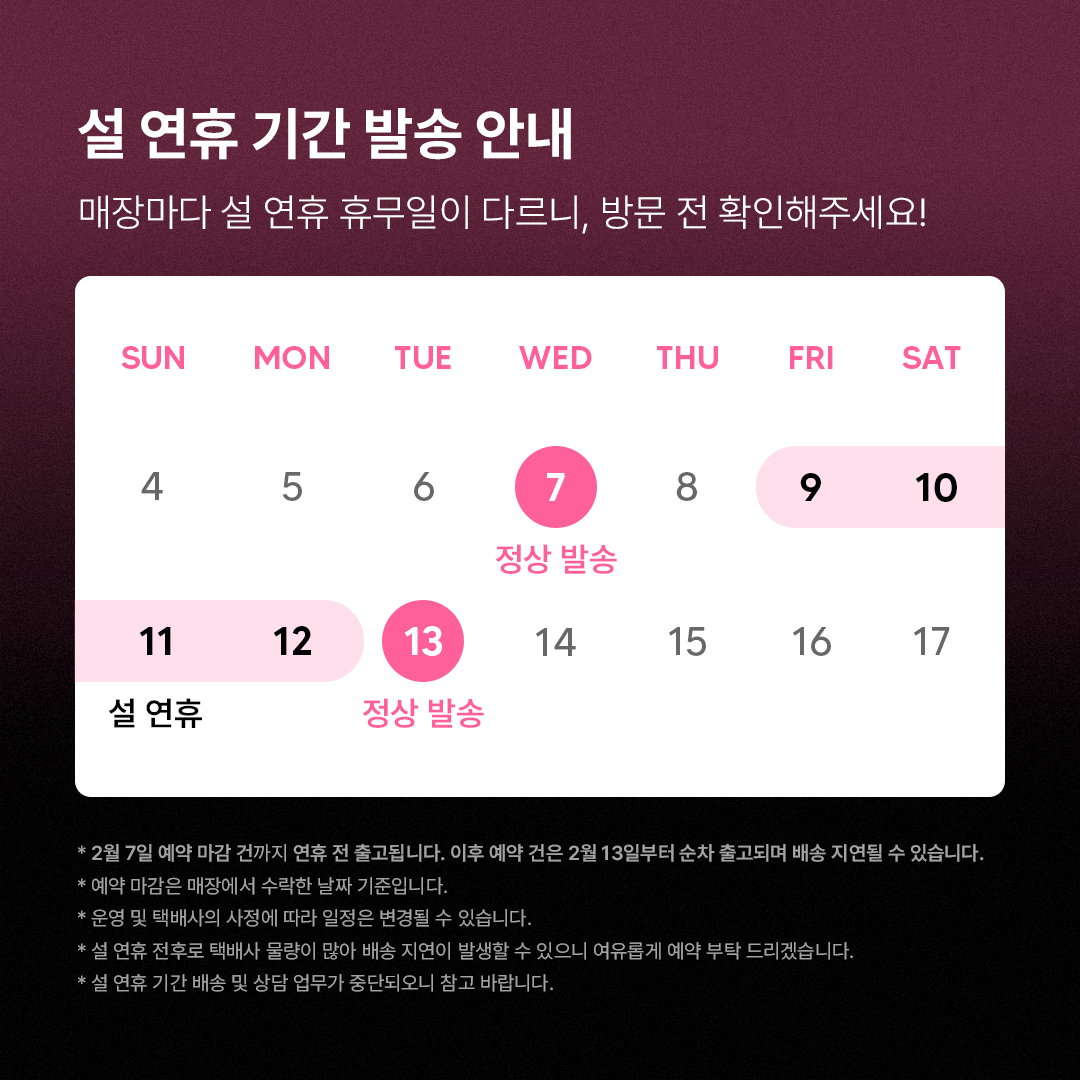 설 연휴 기간 발송 안내
매장마다 설 연휴 휴무일이 다르니, 방문 전 확인해주세요!
SUN MON TUE WED THU FRI SAT
4 5 6 7 8 9 10
정상 발송
11 12 13 14 15 16 17
설 연휴 정상 발송
* 2월 7일 예약 마감 건까지 연휴 전 출고됩니다. 이후 예약 건은 2월 13일부터 순차 출고되며 배송 지연될 수 있습니다.
* 예약 마감은 매장에서 수락한 날짜 기준입니다.
* 운영 및 택배사의 사정에 따라 일정은 변경될 수 있습니다.
* 설 연휴 전후로 택배사 물량이 많아 배송 지연이 발생할 수 있으니 여유롭게 예약 부탁 드리겠습니다.
* 설 연휴 기간 배송 및 상담 업무가 중단되오니 참고 바랍니다.